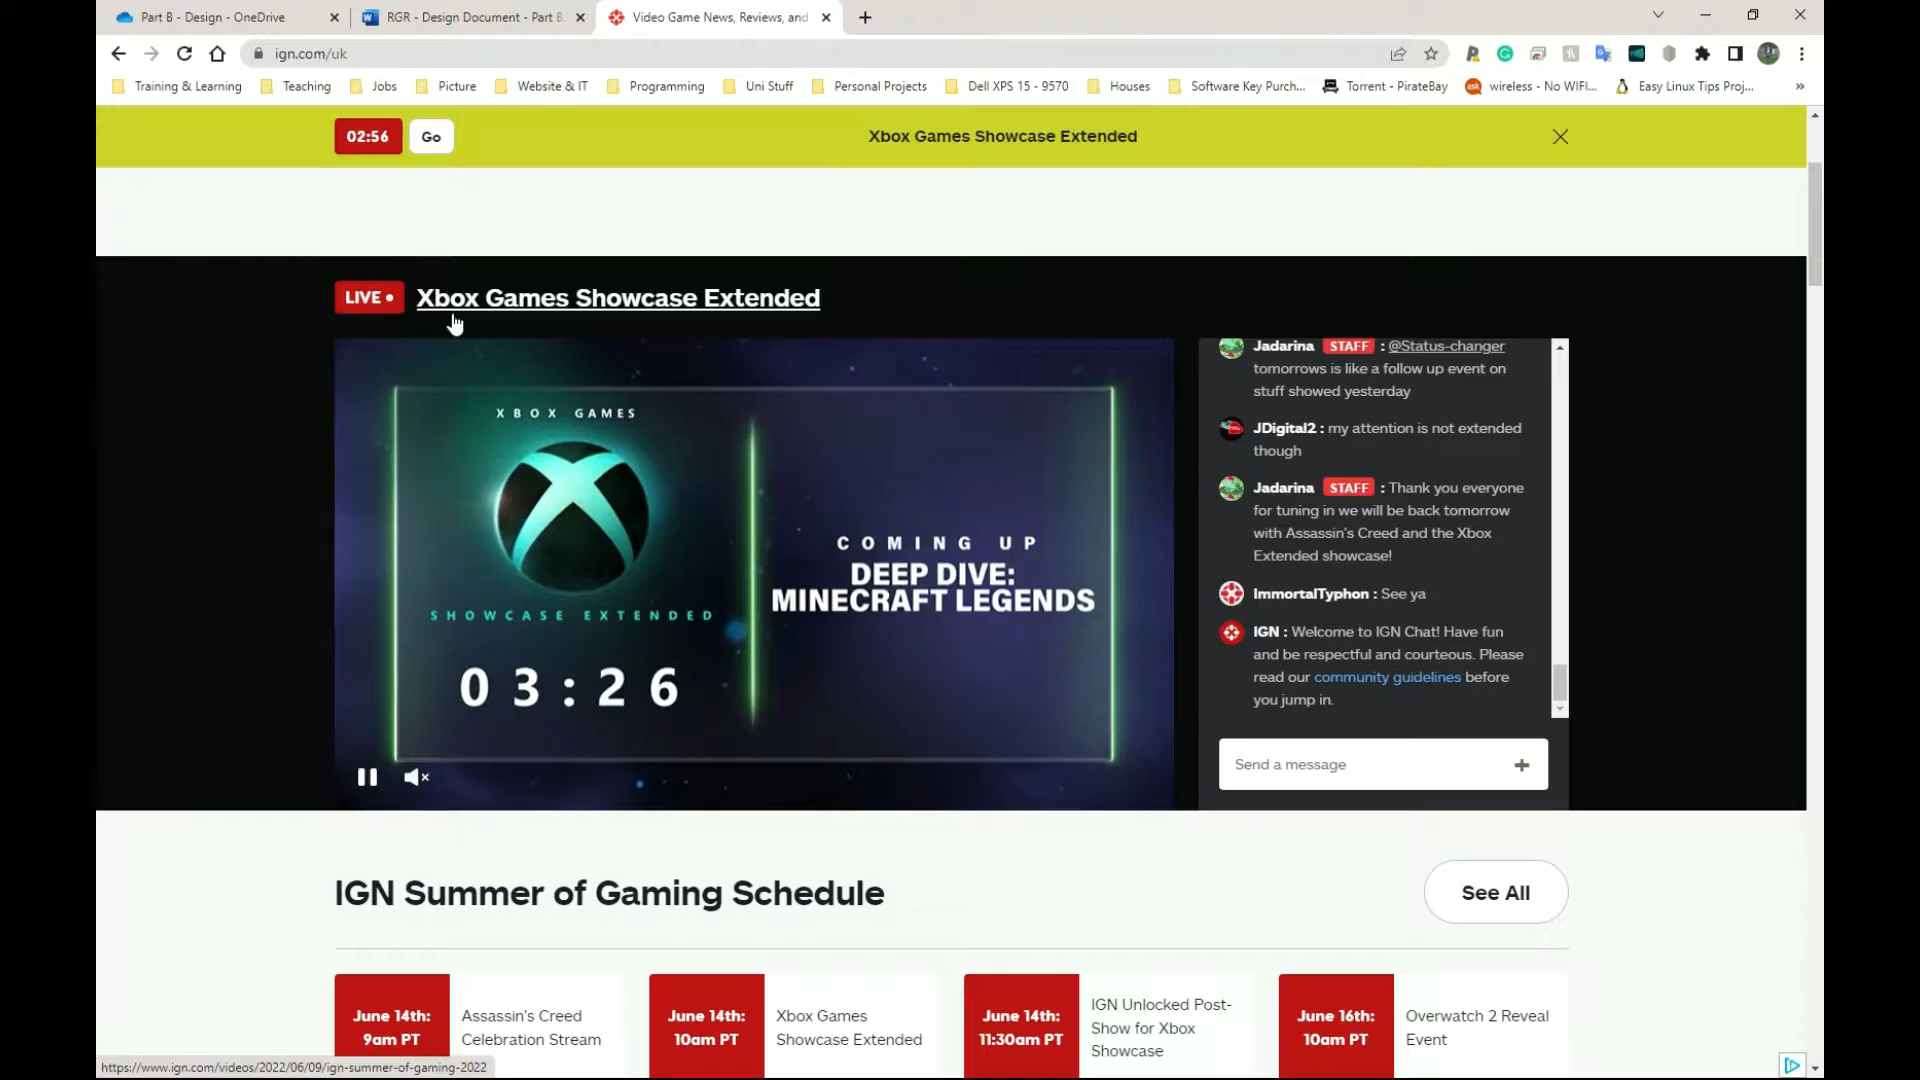 Part B - Design - OneDrive
RGR - Design Document - Part B.
Video Game News, Reviews, and
ign.com/uk
Training & Learning
Teaching
Jobs
Picture
Website & IT
Programming
Uni Stuff
Personal Projects
Dell XPS 15 - 9570
Houses
Software Key Purch...
Torrent - PirateBay
wireless - No WIFI...
Easy Linux Tips Proj...
02:56
Go
Xbox Games Showcase Extended
LIVE
Xbox Games Showcase Extended
XBOX GAMES
SHOWCASE EXTENDED
03:26
COMING UP
DEEP DIVE:
MINECRAFT LEGENDS
Jadarina STAFF : @Status-changer
tomorrows is like a follow up event on
stuff showed yesterday
JDigital2 : my attention is not extended
though
Jadarina STAFF : Thank you everyone
for tuning in we will be back tomorrow
with Assassin's Creed and the Xbox
Extended showcase!
ImmortalTyphon : See ya
IGN : Welcome to IGN Chat! Have fun
and be respectful and courteous. Please
read our community guidelines before
you jump in.
Send a message
IGN Summer of Gaming Schedule
See All
June 14th:
9am PT
Assassin's Creed
Celebration Stream
June 14th:
10am PT
Xbox Games
Showcase Extended
June 14th:
11:30am PT
IGN Unlocked Post-
Show for Xbox
Showcase
June 16th:
10am PT
Overwatch 2 Reveal
Event
https://www.ign.com/videos/2022/06/09/ign-summer-of-gaming-2022